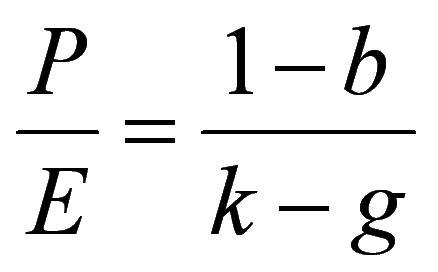 P/E = (1 − b)/(k − g)